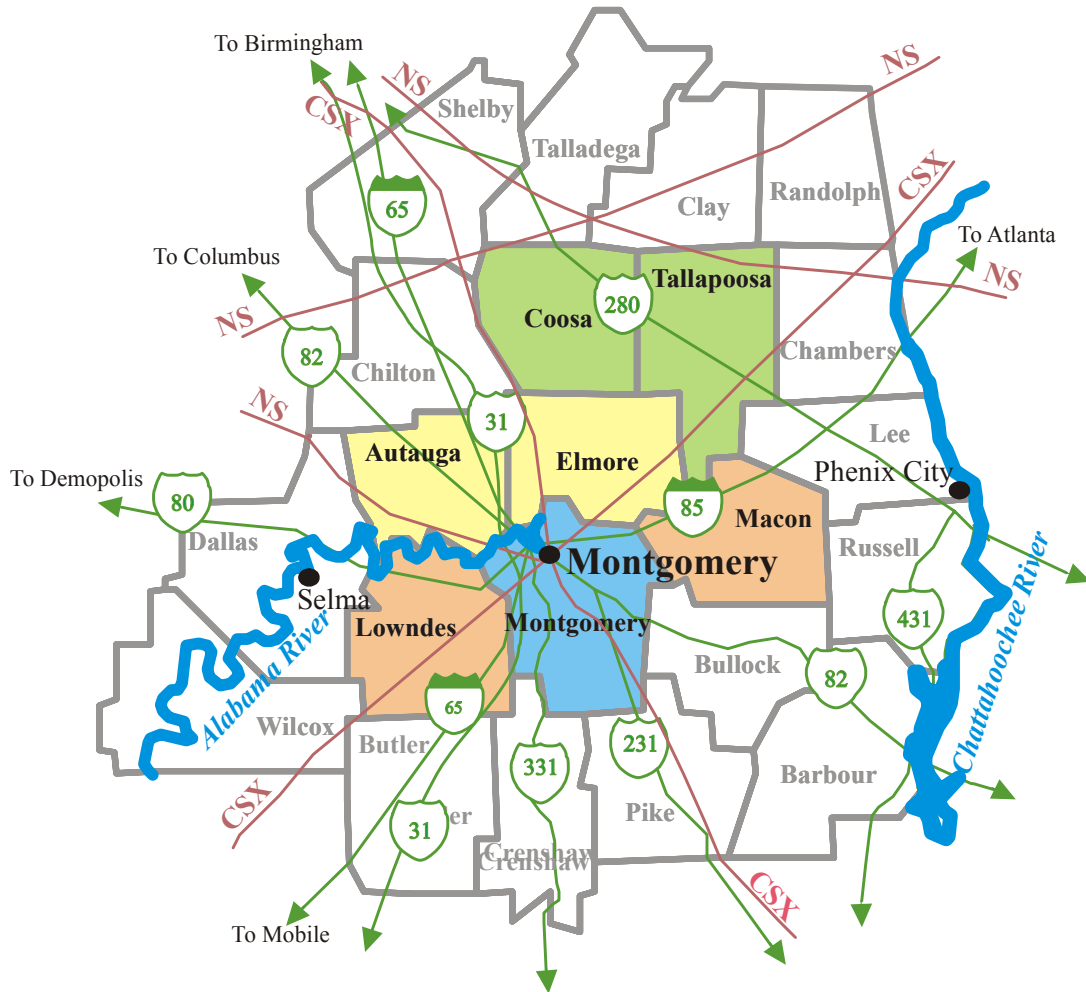 To Birmingham
NS
NS
CSX
Shelby
Talladega
65
Clay
Randolph
CSX
To Columbus
To Atlanta
NS
Tallapoosa
NS
Coosa
280
82
Chilton
Chambers
NS
31
Autauga
Elmore
Lee
To Demopolis
80
85
Phenix City
Macon
Dallas
Russell
Montgomery
Selma
Lowndes
Montgomery
431
Bullock
82
Alabama River
65
Chattahoochee River
Wilcox
Butler
331
231
Barbour
CSX
31
er
Pike
Crenshaw
Crenshaw
CSX
To Mobile